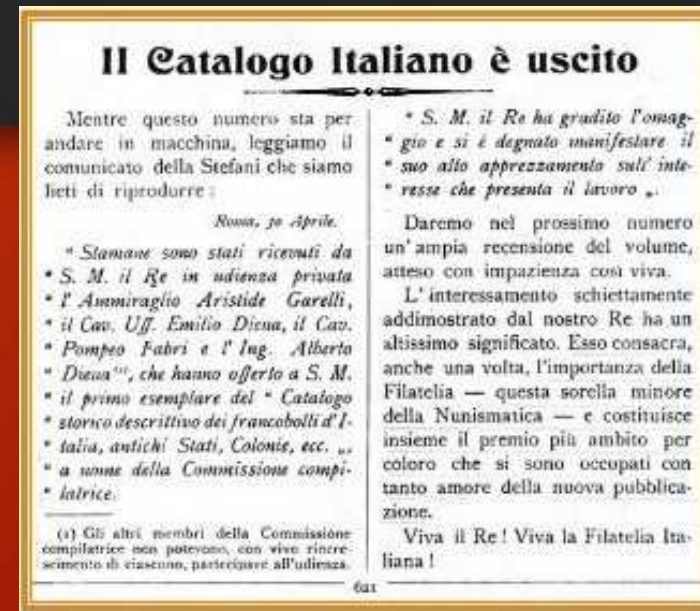 Il Catalogo Italiano è uscito
Mentre questo numero sta per
andare in macchina, leggiamo il
comunicato della Stefani che siamo
lieti di riprodurre :
Roma, 30 Aprile.
" Stamane sono stati ricevuti da
" S. M. il Re in udienza privata
" l' Ammiraglio Aristide Garelli,
" il Cav. Uff. Emilio Diena, il Cav.
" Pompeo Fabri e l' Ing. Alberto
" Diena (1), che hanno offerto a S. M.
" il primo esemplare del " Catalogo
" storico descrittivo dei francobolli d' I-
" talia, antichi Stati, Colonie, ecc. „,
" a nome della Commissione compi-
" latrice.
(1) Gli altri membri della Commissione
compilatrice non potevono, con vivo rincre-
scimento di ciascuno, partecipare all'udienza.
" S. M. il Re ha gradito l'omag-
" gio e si è degnato manifestare il
" suo alto apprezzamento sull' inte-
" resse che presenta il lavoro „.
Daremo nel prossimo numero
un' ampia recensione del volume,
atteso con impazienza così viva.
L' interessamento schiettamente
addimostrato dal nostro Re ha un
altissimo significato. Esso consacra,
anche una volta, l'importanza della
Filatelia — questa sorella minore
della Nunismatica — e costituisce
insieme il premio più ambito per
coloro che si sono occupati con
tanto amore della nuova pubblica-
zione.
Viva il Re ! Viva la Filatelia Ita-
liana !
621